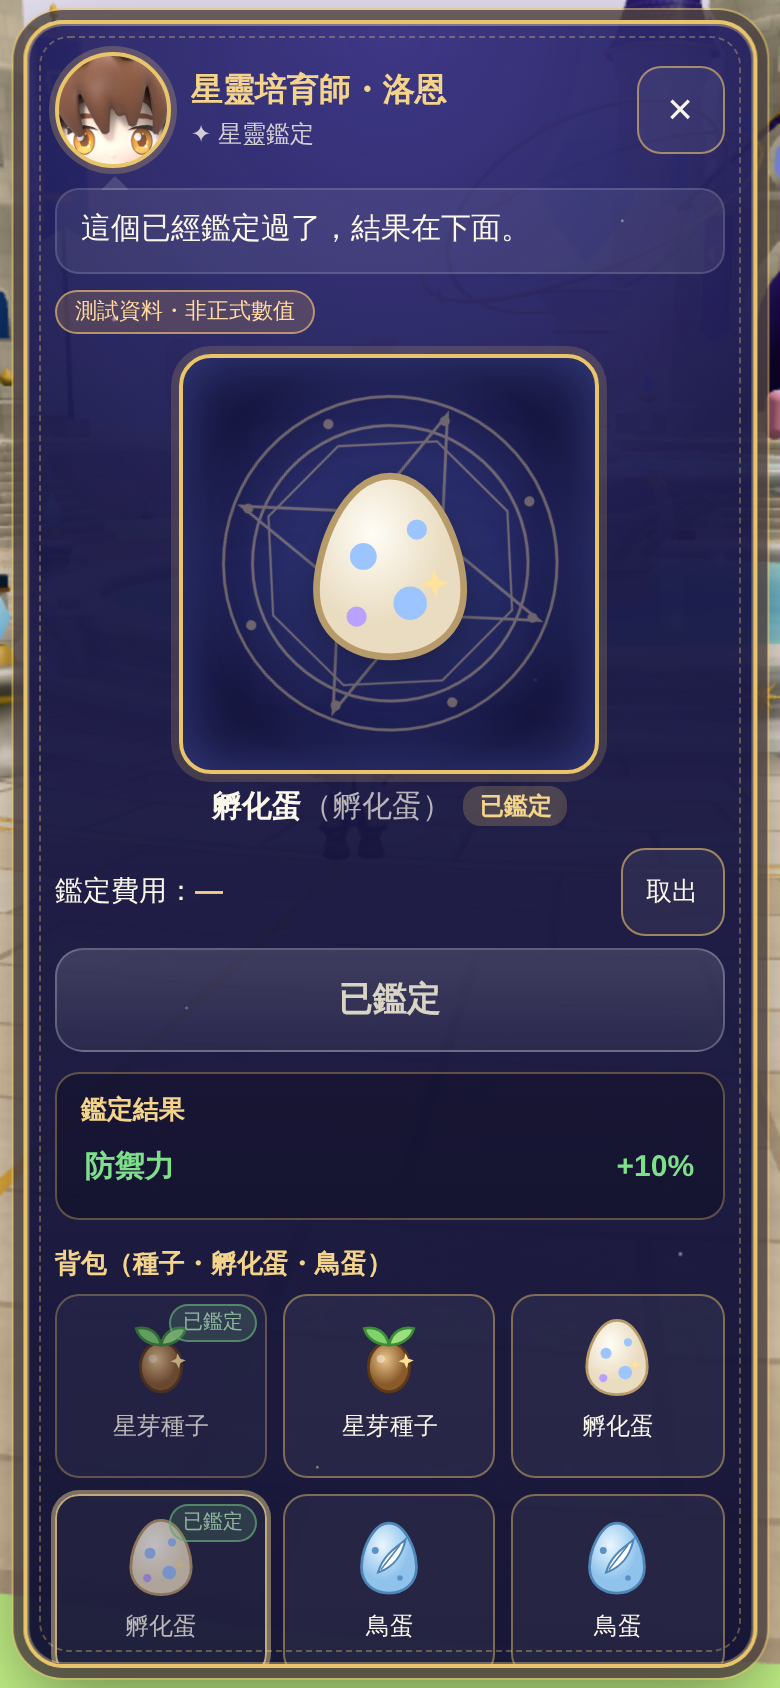 星靈培育師・洛恩
✦ 星靈鑑定
✕
這個已經鑑定過了，結果在下面。
測試資料・非正式數值
孵化蛋（孵化蛋） 已鑑定
鑑定費用：—
取出
已鑑定
鑑定結果
防禦力 +10%
背包（種子・孵化蛋・鳥蛋）
已鑑定
星芽種子
星芽種子
孵化蛋
已鑑定
孵化蛋
鳥蛋
鳥蛋